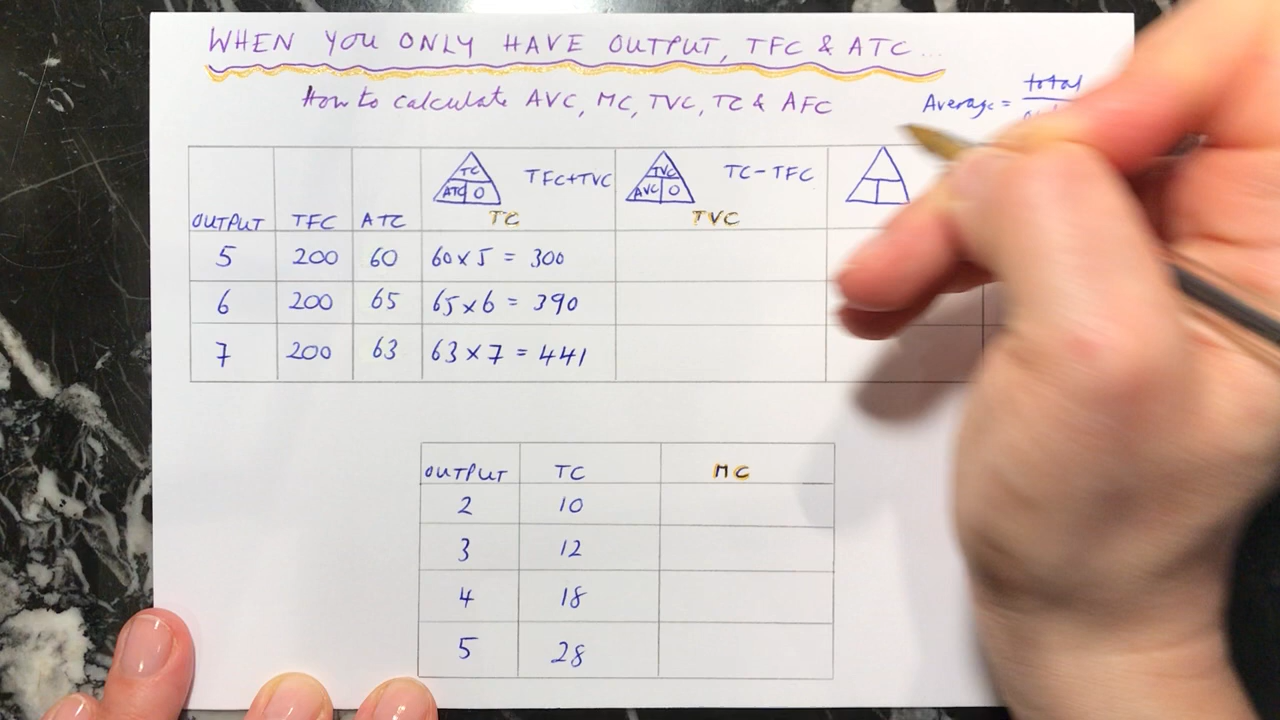 WHEN YOU ONLY HAVE OUTPUT, TFC & ATC...
How to calculate AVC, MC, TVC, TC & AFC
Average = total
TC
ATC O
TFC+TVC
TVC
AVC O
TC-TFC
OUTPUT TFC ATC TC TVC
5 200 60 60 x 5 = 300
6 200 65 65 x 6 = 390
7 200 63 63 x 7 = 441
OUTPUT TC MC
2 10
3 12
4 18
5 28